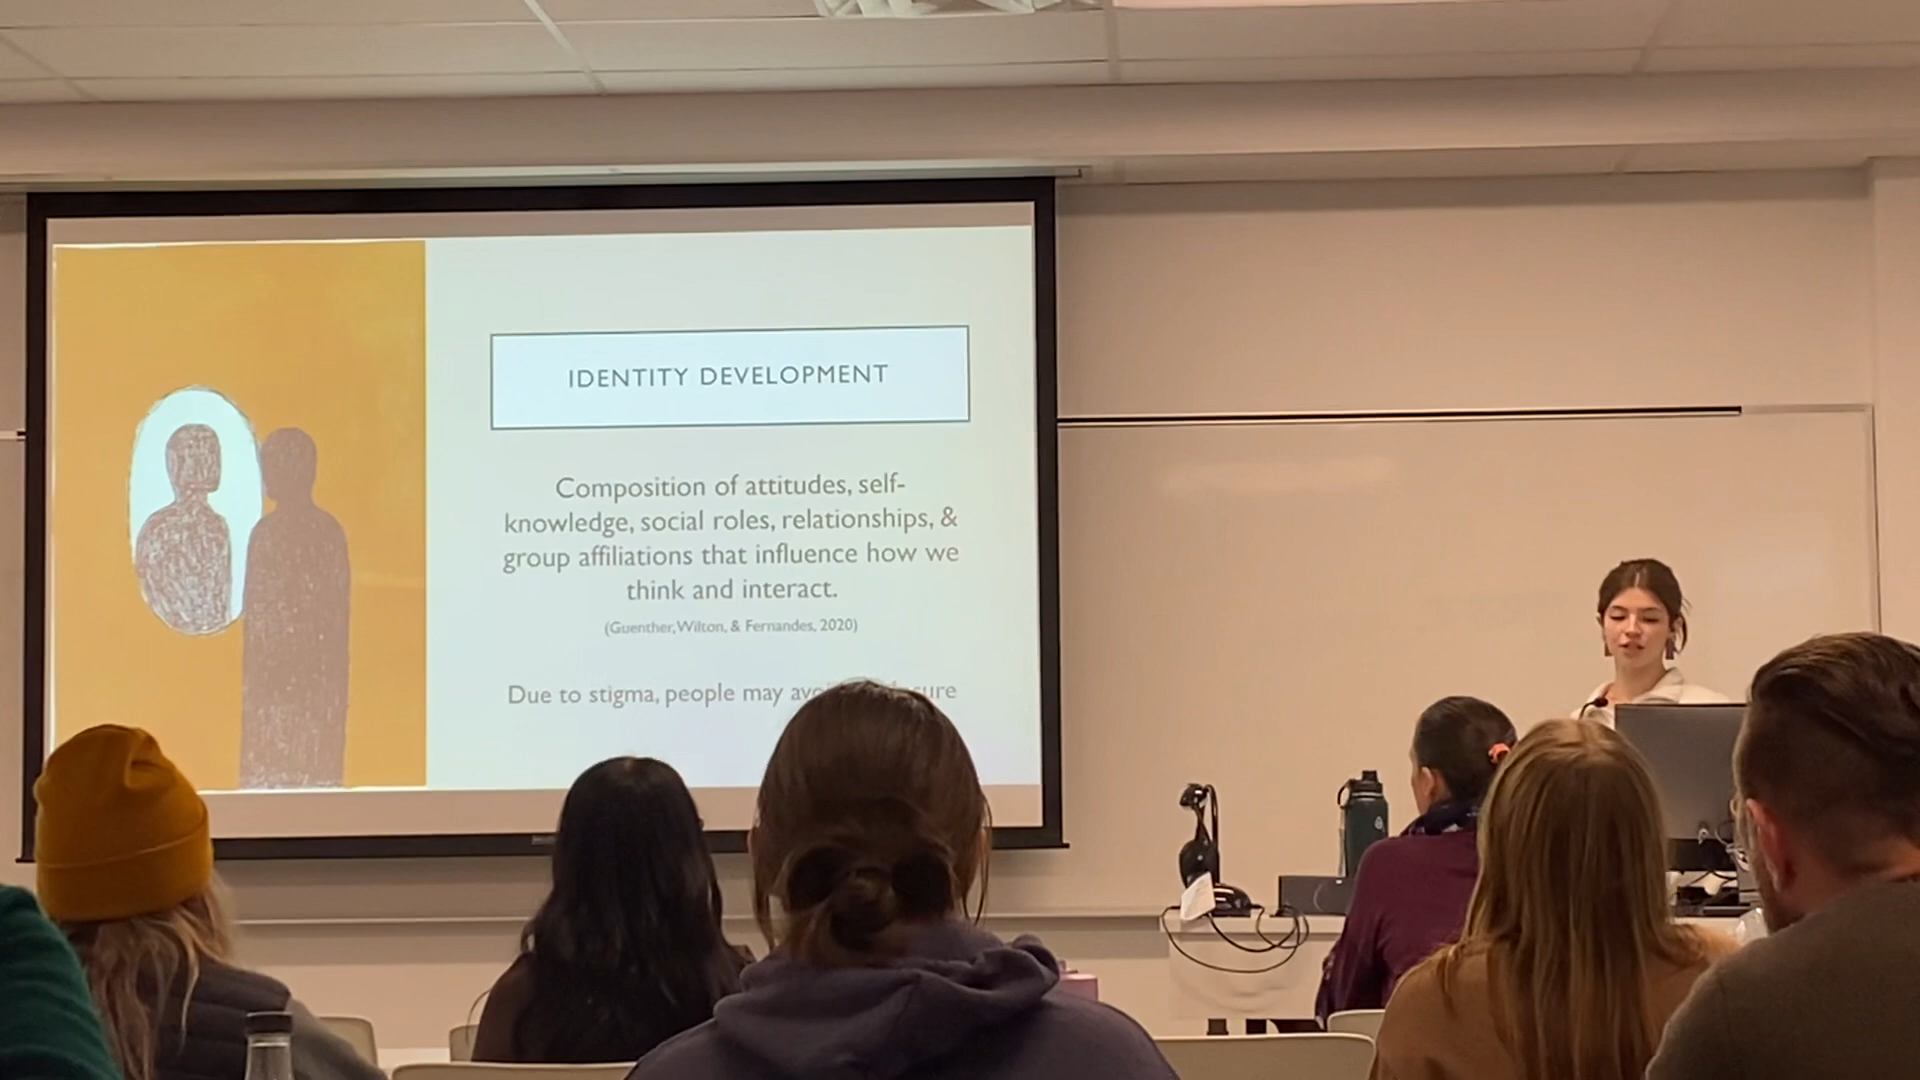 IDENTITY DEVELOPMENT
Composition of attitudes, self-
knowledge, social roles, relationships, &
group affiliations that influence how we
think and interact.
(Guenther, Wilton, & Fernandes, 2020)
Due to stigma, people may